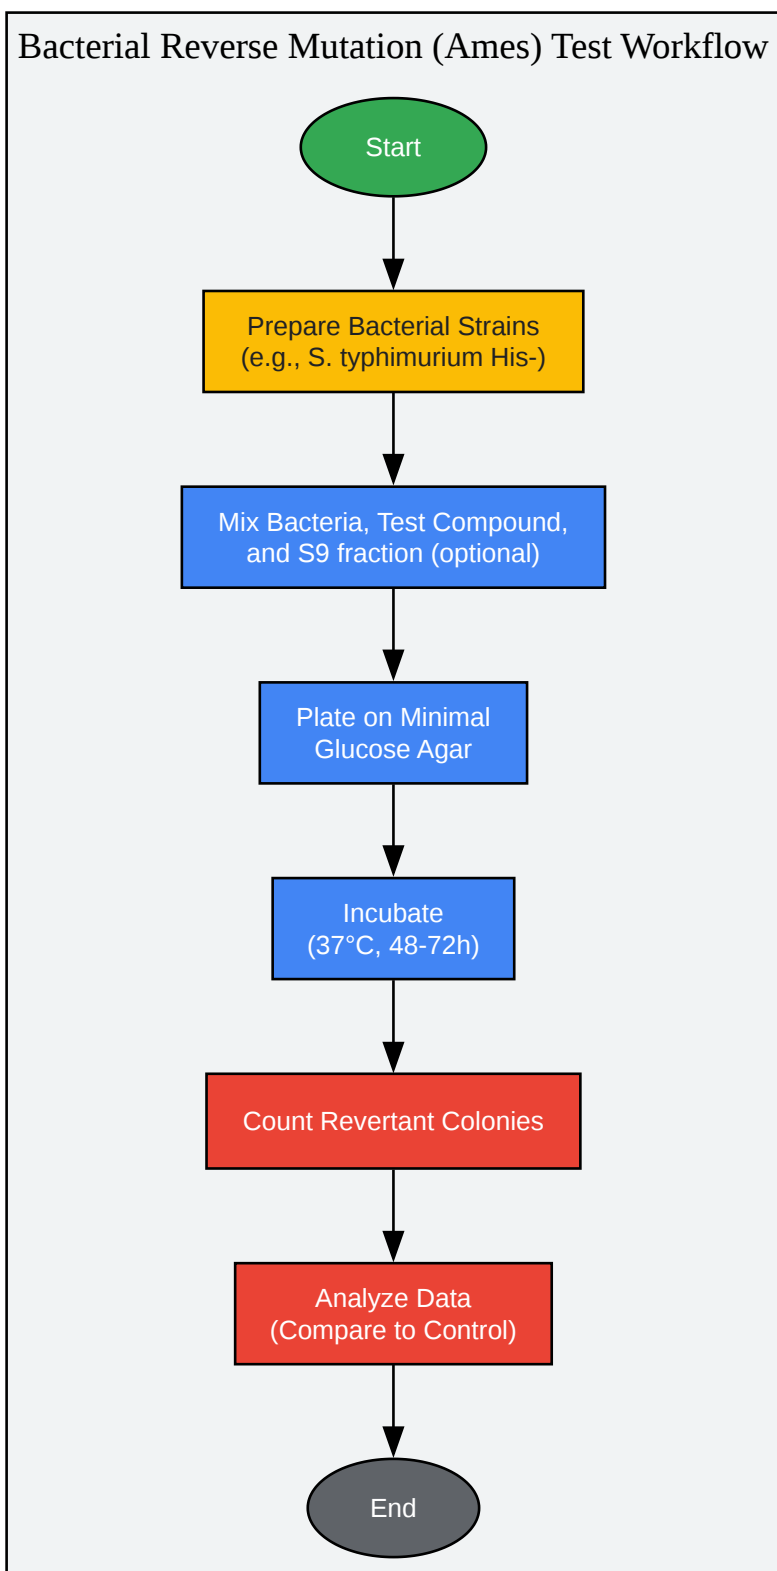 Bacterial Reverse Mutation (Ames) Test Workflow
Start
Prepare Bacterial Strains
(e.g., S. typhimurium His-)
Mix Bacteria, Test Compound,
and S9 fraction (optional)
Plate on Minimal
Glucose Agar
Incubate
(37°C, 48-72h)
Count Revertant Colonies
Analyze Data
(Compare to Control)
End